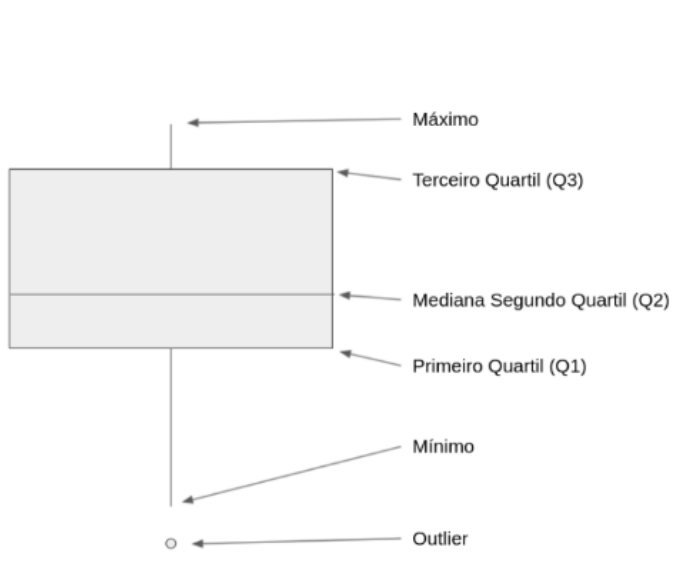 Máximo
Terceiro Quartil (Q3)
Mediana Segundo Quartil (Q2)
Primeiro Quartil (Q1)
Mínimo
Outlier